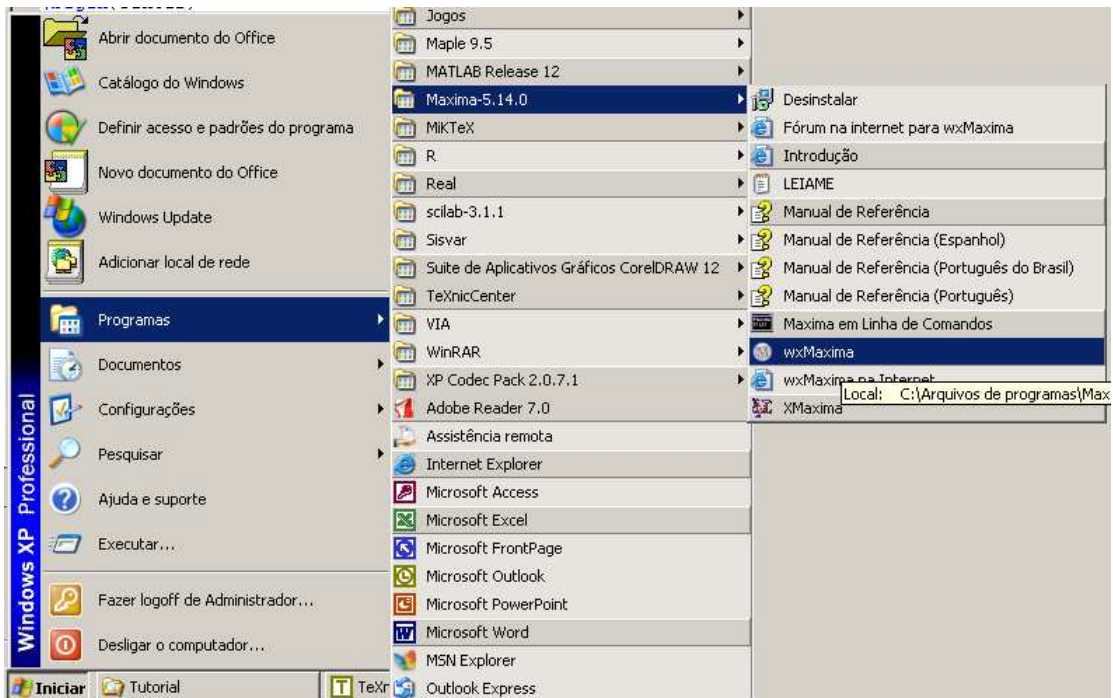 Abrir documento do Office
Catálogo do Windows
Definir acesso e padrões do programa
Novo documento do Office
Windows Update
Adicionar local de rede
Programas
Documentos
Configurações
Pesquisar
Ajuda e suporte
Executar...
Fazer logoff de Administrador...
Desligar o computador...
Windows XP Professional
Jogos
Maple 9.5
MATLAB Release 12
Maxima-5.14.0
MiKTeX
R
Real
scilab-3.1.1
Sisvar
Suite de Aplicativos Gráficos CorelDRAW 12
TeXnicCenter
VIA
WinRAR
XP Codec Pack 2.0.7.1
Adobe Reader 7.0
Assistência remota
Internet Explorer
Microsoft Access
Microsoft Excel
Microsoft FrontPage
Microsoft Outlook
Microsoft PowerPoint
Microsoft Word
MSN Explorer
Outlook Express
Desinstalar
Fórum na internet para wxMaxima
Introdução
LEIAME
Manual de Referência
Manual de Referência (Espanhol)
Manual de Referência (Português do Brasil)
Manual de Referência (Português)
Maxima em Linha de Comandos
wxMaxima
wxMaxima na Internet
Local: C:\Arquivos de programas\Max
XMaxima
Iniciar
Tutorial